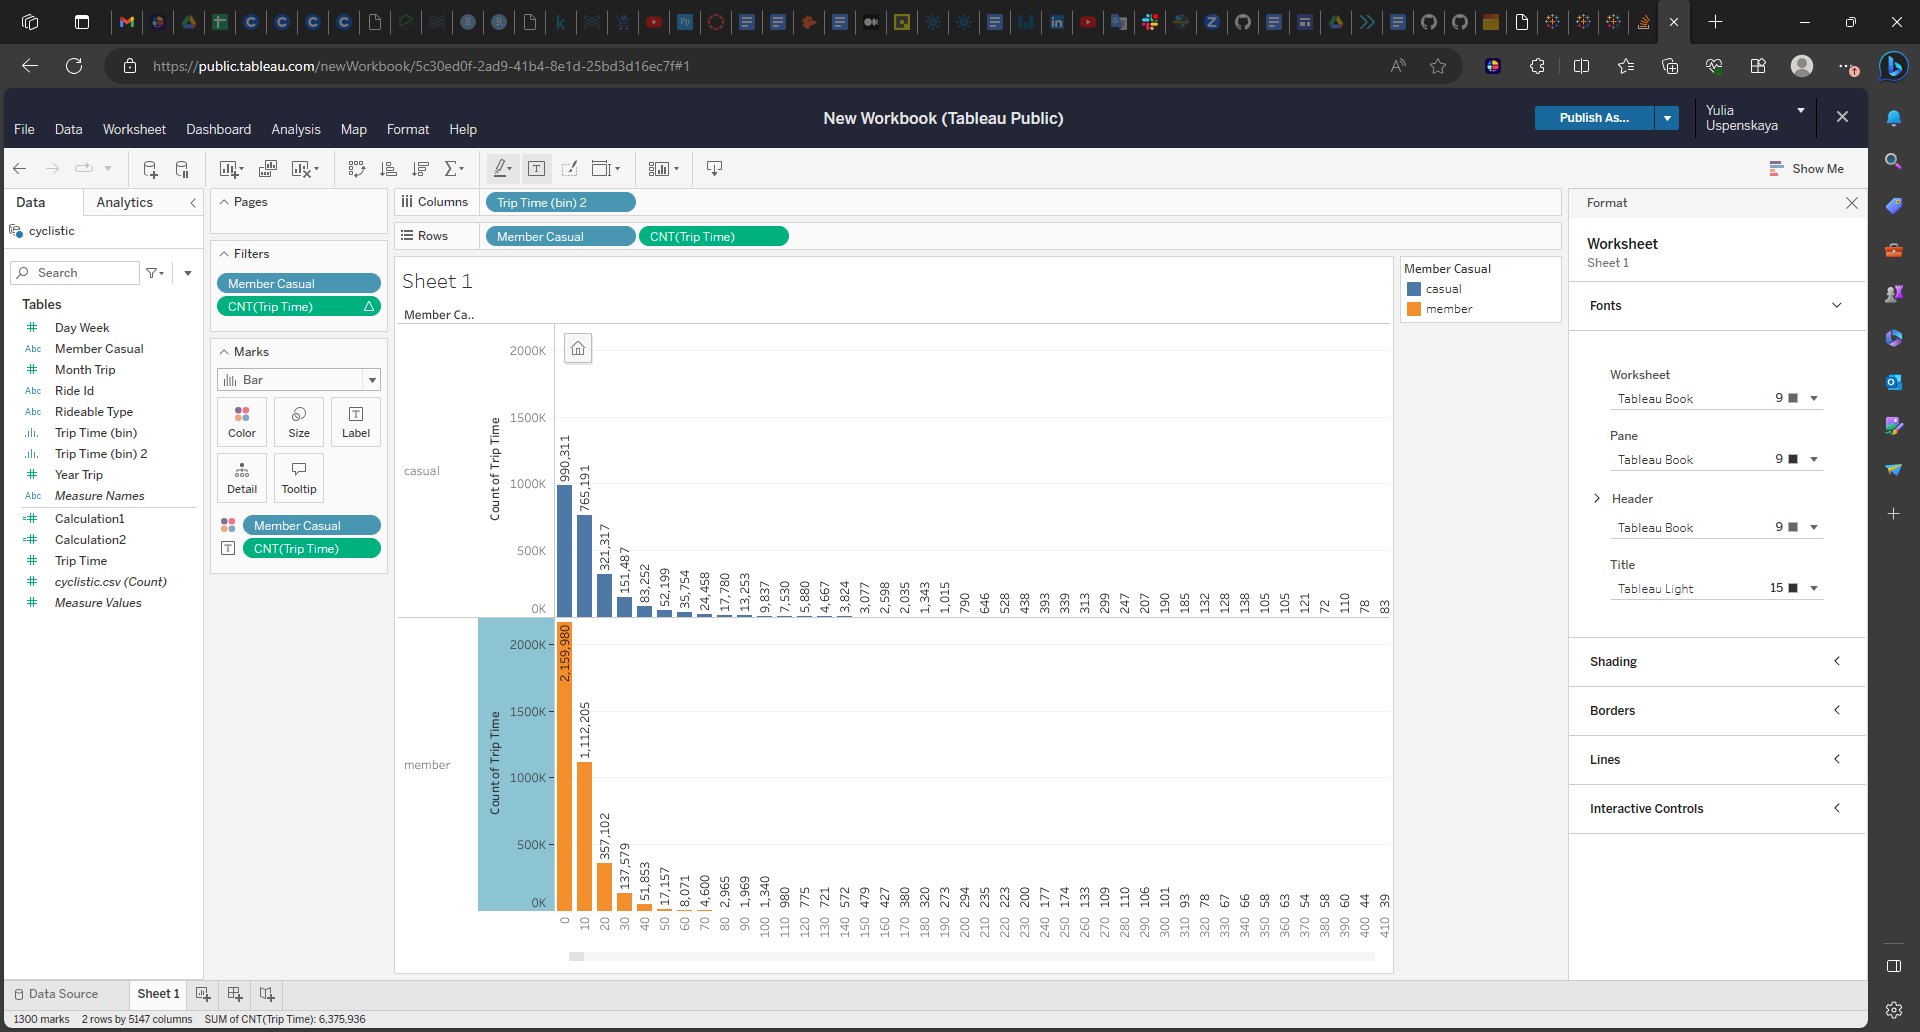 https://public.tableau.com/newWorkbook/5c30ed0f-2ad9-41b4-8e1d-25bd3d16ec7f#1
New Workbook (Tableau Public)
Publish As...
Yulia Uspenskaya
File Data Worksheet Dashboard Analysis Map Format Help
Show Me
Data Analytics
cyclistic
Search
Tables
Day Week
Abc Member Casual
Month Trip
Abc Ride Id
Abc Rideable Type
Trip Time (bin)
Trip Time (bin) 2
Year Trip
Abc Measure Names
Calculation1
Calculation2
Trip Time
cyclistic.csv (Count)
Measure Values
Pages
Filters
Member Casual
CNT(Trip Time)
Marks
Bar
Color Size Label
Detail Tooltip
Member Casual
CNT(Trip Time)
Columns Trip Time (bin) 2
Rows Member Casual CNT(Trip Time)
Sheet 1
Member Ca..
casual
Count of Trip Time
2000K
1500K
1000K
500K
0K
990,311 765,191 321,317 151,487 83,252 52,199 35,754 24,458 17,780 13,253 9,837 7,530 5,880 4,667 3,824 3,077 2,598 2,035 1,343 1,015 790 646 528 438 393 339 313 299 247 207 190 185 132 128 138 105 105 121 72 110 78 83
member
Count of Trip Time
2000K
1500K
1000K
500K
0K
2,159,980 1,112,205 357,102 137,579 51,853 17,157 8,071 4,600 2,965 1,969 1,340 980 775 721 572 479 427 380 320 273 294 235 223 200 177 174 133 109 110 106 101 93 78 67 66 58 63 54 58 60 44 39
0 10 20 30 40 50 60 70 80 90 100 110 120 130 140 150 160 170 180 190 200 210 220 230 240 250 260 270 280 290 300 310 320 330 340 350 360 370 380 390 400 410
Member Casual
casual
member
Format
Worksheet
Sheet 1
Fonts
Worksheet
Tableau Book 9
Pane
Tableau Book 9
Header
Tableau Book 9
Title
Tableau Light 15
Shading
Borders
Lines
Interactive Controls
Data Source Sheet 1
1300 marks 2 rows by 5147 columns SUM of CNT(Trip Time): 6,375,936